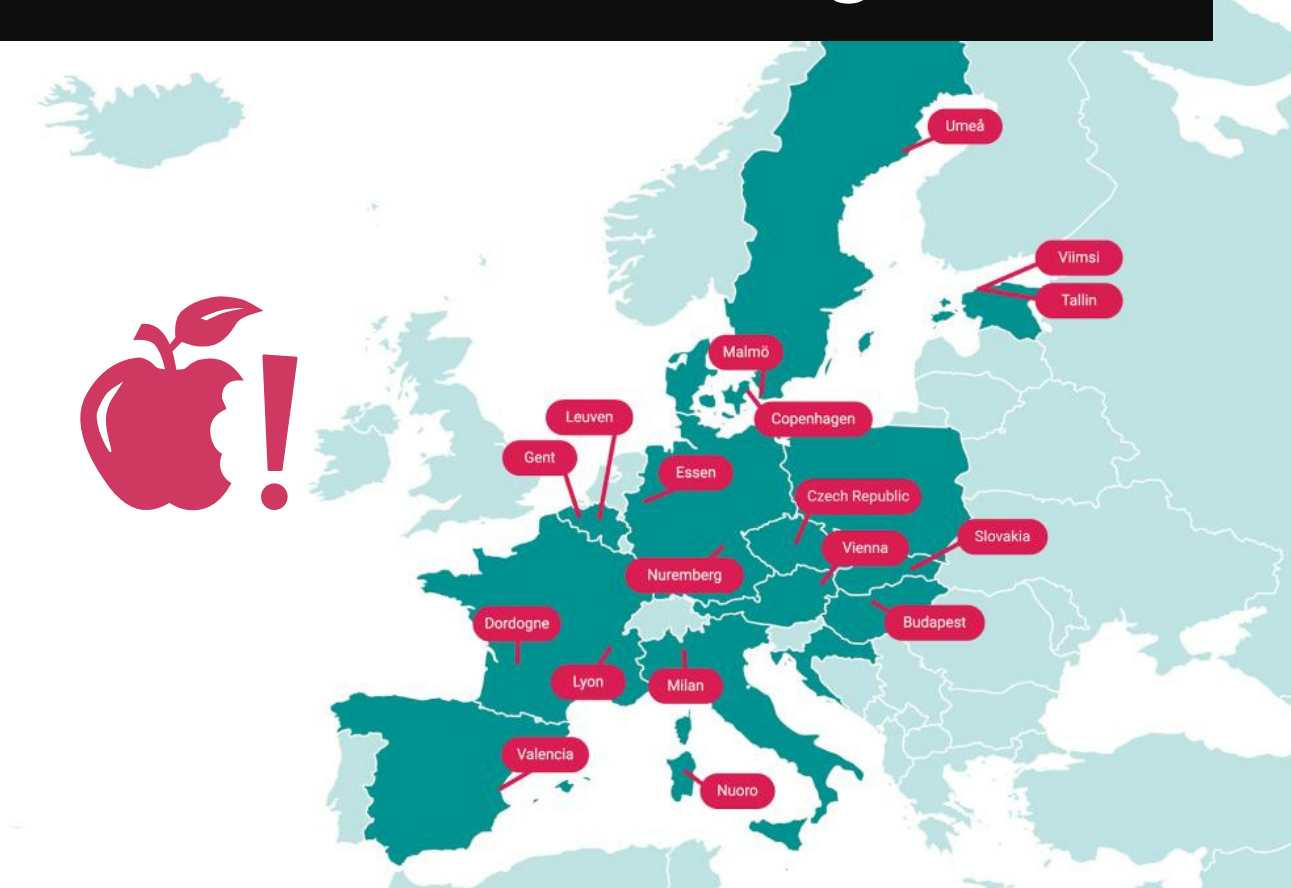 Umeå
Viimsi
Tallin
Malmö
Leuven
Copenhagen
Gent
Essen
Czech Republic
Slovakia
Vienna
Nuremberg
Dordogne
Budapest
Lyon
Milan
Valencia
Nuoro